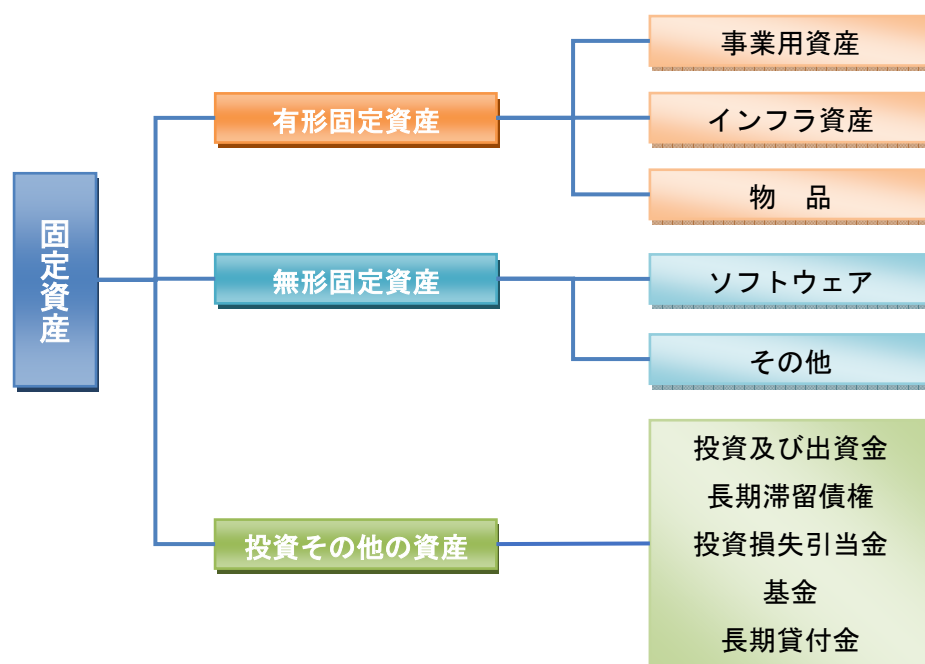 固定資産
有形固定資産
事業用資産
インフラ資産
物　品
無形固定資産
ソフトウェア
その他
投資その他の資産
投資及び出資金
長期滞留債権
投資損失引当金
基金
長期貸付金